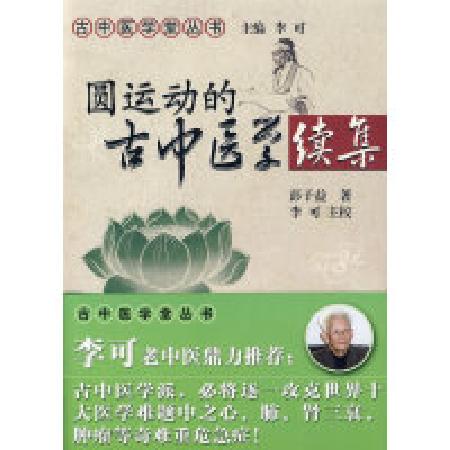 古中医学堂丛书 主编 李可
圆运动的
古中医学 续集
彭子益 著
李可 主校
古中医学堂丛书
李可老中医鼎力推荐：
古中医学派，必将逐一攻克世界十
大医学难题中之心，肺，肾三衰，
肿瘤等奇难重危急症！